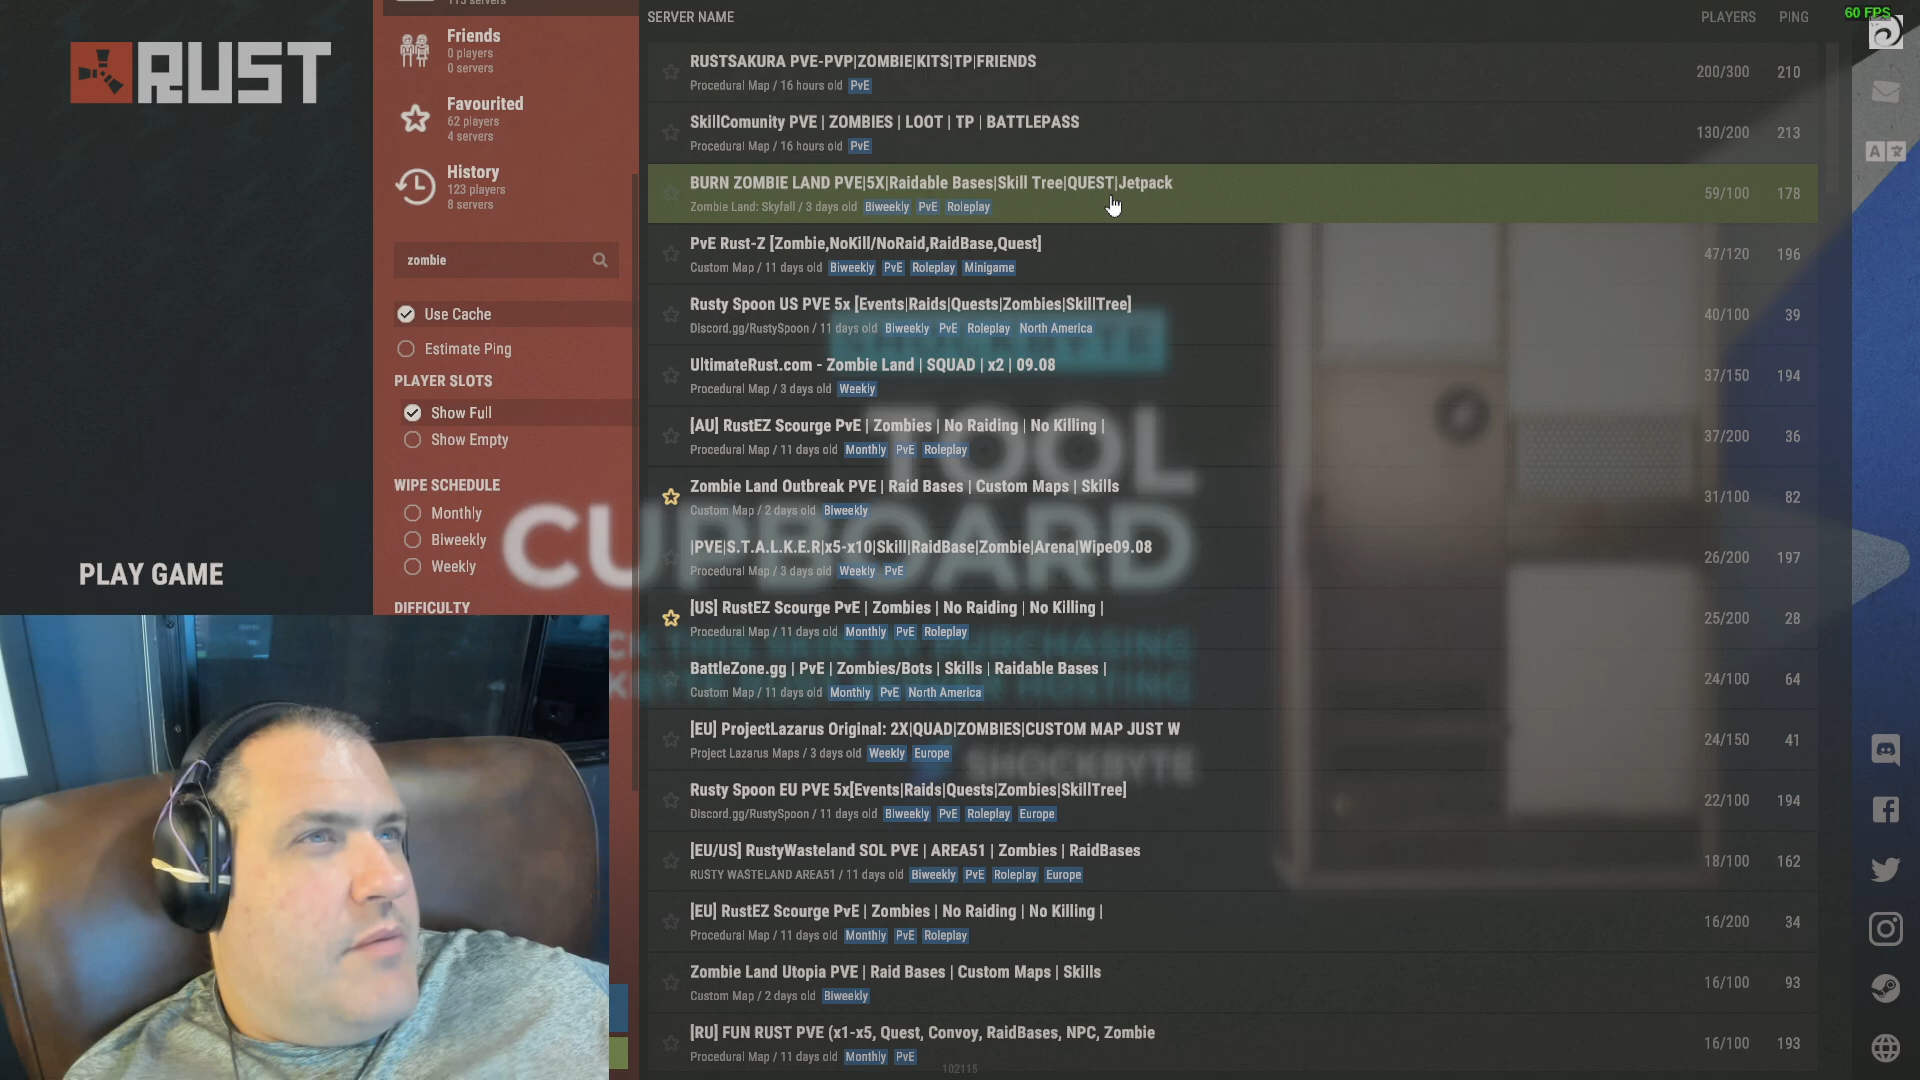 RUST
PLAY GAME
113 servers
Friends
0 players
0 servers
Favourited
62 players
4 servers
History
123 players
8 servers
zombie
Use Cache
Estimate Ping
PLAYER SLOTS
Show Full
Show Empty
WIPE SCHEDULE
Monthly
Biweekly
Weekly
DIFFICULTY
SERVER NAME PLAYERS PING
60 FPS
RUSTSAKURA PVE-PVP|ZOMBIE|KITS|TP|FRIENDS
Procedural Map / 16 hours old PvE
200/300 210
SkillComunity PVE | ZOMBIES | LOOT | TP | BATTLEPASS
Procedural Map / 16 hours old PvE
130/200 213
BURN ZOMBIE LAND PVE|5X|Raidable Bases|Skill Tree|QUEST|Jetpack
Zombie Land: Skyfall / 3 days old Biweekly PvE Roleplay
59/100 178
PvE Rust-Z [Zombie,NoKill/NoRaid,RaidBase,Quest]
Custom Map / 11 days old Biweekly PvE Roleplay Minigame
47/120 196
Rusty Spoon US PVE 5x [Events|Raids|Quests|Zombies|SkillTree]
Discord.gg/RustySpoon / 11 days old Biweekly PvE Roleplay North America
40/100 39
UltimateRust.com - Zombie Land | SQUAD | x2 | 09.08
Procedural Map / 3 days old Weekly
37/150 194
[AU] RustEZ Scourge PvE | Zombies | No Raiding | No Killing |
Procedural Map / 11 days old Monthly PvE Roleplay
37/200 36
Zombie Land Outbreak PVE | Raid Bases | Custom Maps | Skills
Custom Map / 2 days old Biweekly
31/100 82
|PVE|S.T.A.L.K.E.R|x5-x10|Skill|RaidBase|Zombie|Arena|Wipe09.08
Procedural Map / 3 days old Weekly PvE
26/200 197
[US] RustEZ Scourge PvE | Zombies | No Raiding | No Killing |
Procedural Map / 11 days old Monthly PvE Roleplay
25/200 28
BattleZone.gg | PvE | Zombies/Bots | Skills | Raidable Bases |
Custom Map / 11 days old Monthly PvE North America
24/100 64
[EU] ProjectLazarus Original: 2X|QUAD|ZOMBIES|CUSTOM MAP JUST W
Project Lazarus Maps / 3 days old Weekly Europe
24/150 41
Rusty Spoon EU PVE 5x[Events|Raids|Quests|Zombies|SkillTree]
Discord.gg/RustySpoon / 11 days old Biweekly PvE Roleplay Europe
22/100 194
[EU/US] RustyWasteland SOL PVE | AREA51 | Zombies | RaidBases
RUSTY WASTELAND AREA51 / 11 days old Biweekly PvE Roleplay Europe
18/100 162
[EU] RustEZ Scourge PvE | Zombies | No Raiding | No Killing |
Procedural Map / 11 days old Monthly PvE Roleplay
16/200 34
Zombie Land Utopia PVE | Raid Bases | Custom Maps | Skills
Custom Map / 2 days old Biweekly
16/100 93
[RU] FUN RUST PVE (x1-x5, Quest, Convoy, RaidBases, NPC, Zombie
Procedural Map / 11 days old Monthly PvE
16/100 193
102115
TOOL
CUPBOARD
THIS SKIN BY PURCHASING
HOSTING
SHOCKBYTE